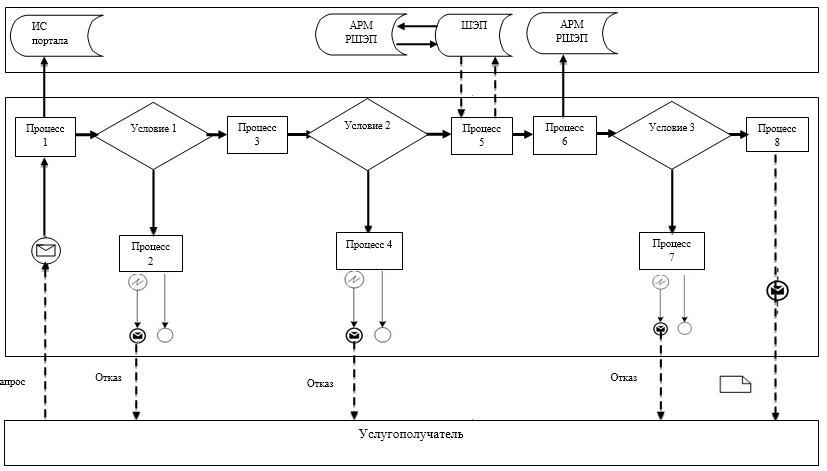 ИС
портала
АРМ
РШЭП
ШЭП
АРМ
РШЭП
Процесс
1
Условие 1
Процесс
3
Условие 2
Процесс
5
Процесс
6
Условие 3
Процесс
8
Процесс
2
Процесс 4
Процесс
7
апрос
Отказ
Отказ
Отказ
Услугополучатель